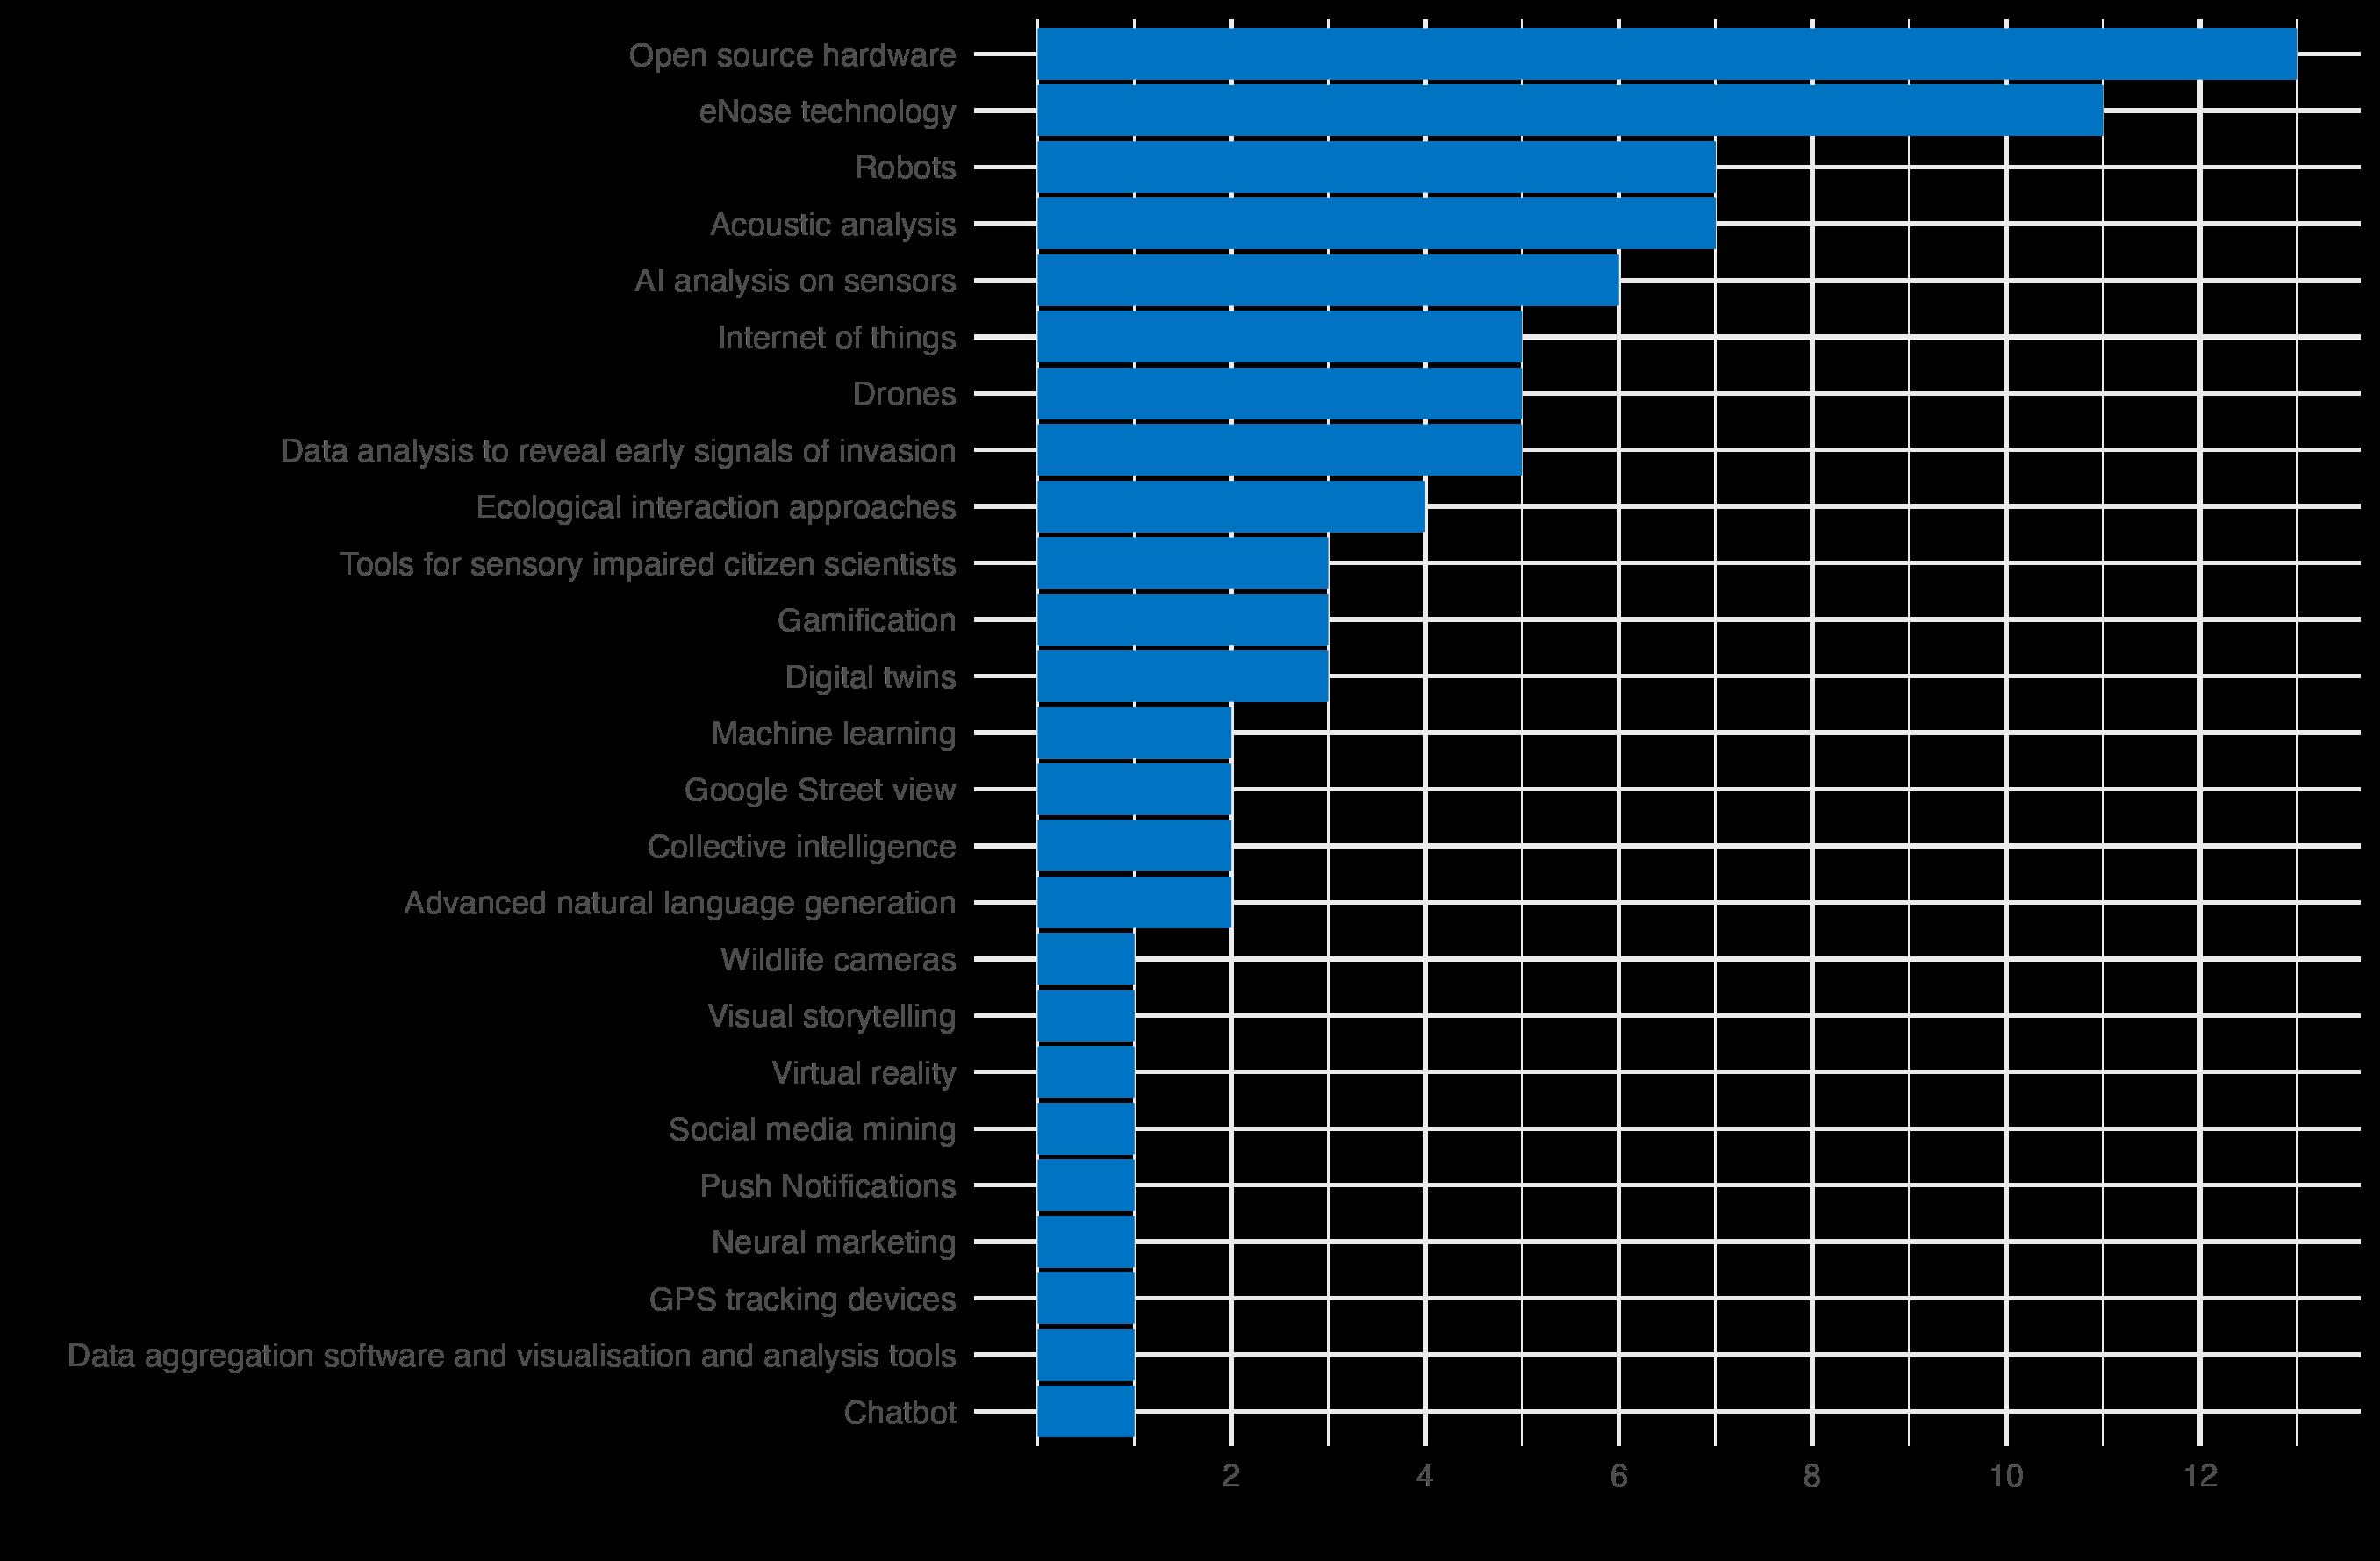 Open source hardware
eNose technology
Robots
Acoustic analysis
AI analysis on sensors
Internet of things
Drones
Data analysis to reveal early signals of invasion
Ecological interaction approaches
Tools for sensory impaired citizen scientists
Gamification
Digital twins
Machine learning
Google Street view
Collective intelligence
Advanced natural language generation
Wildlife cameras
Visual storytelling
Virtual reality
Social media mining
Push Notifications
Neural marketing
GPS tracking devices
Data aggregation software and visualisation and analysis tools
Chatbot
2 4 6 8 10 12